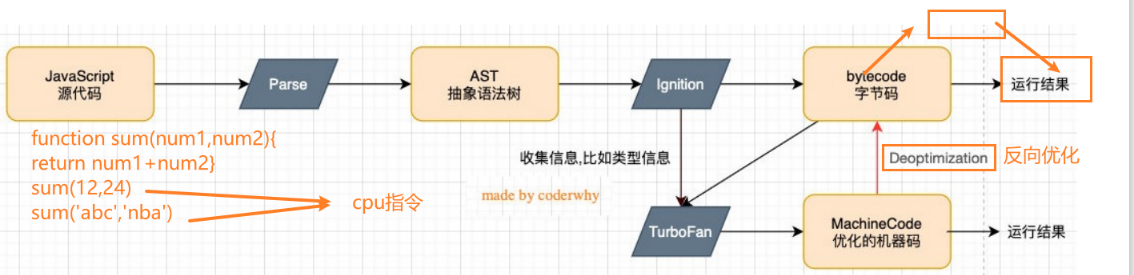 JavaScript
源代码
Parse
AST
抽象语法树
Ignition
bytecode
字节码
运行结果
function sum(num1,num2){
return num1+num2}
sum(12,24)
sum('abc','nba')
cpu指令
收集信息,比如类型信息
made by coderwhy
Deoptimization
反向优化
TurboFan
MachineCode
优化的机器码
运行结果